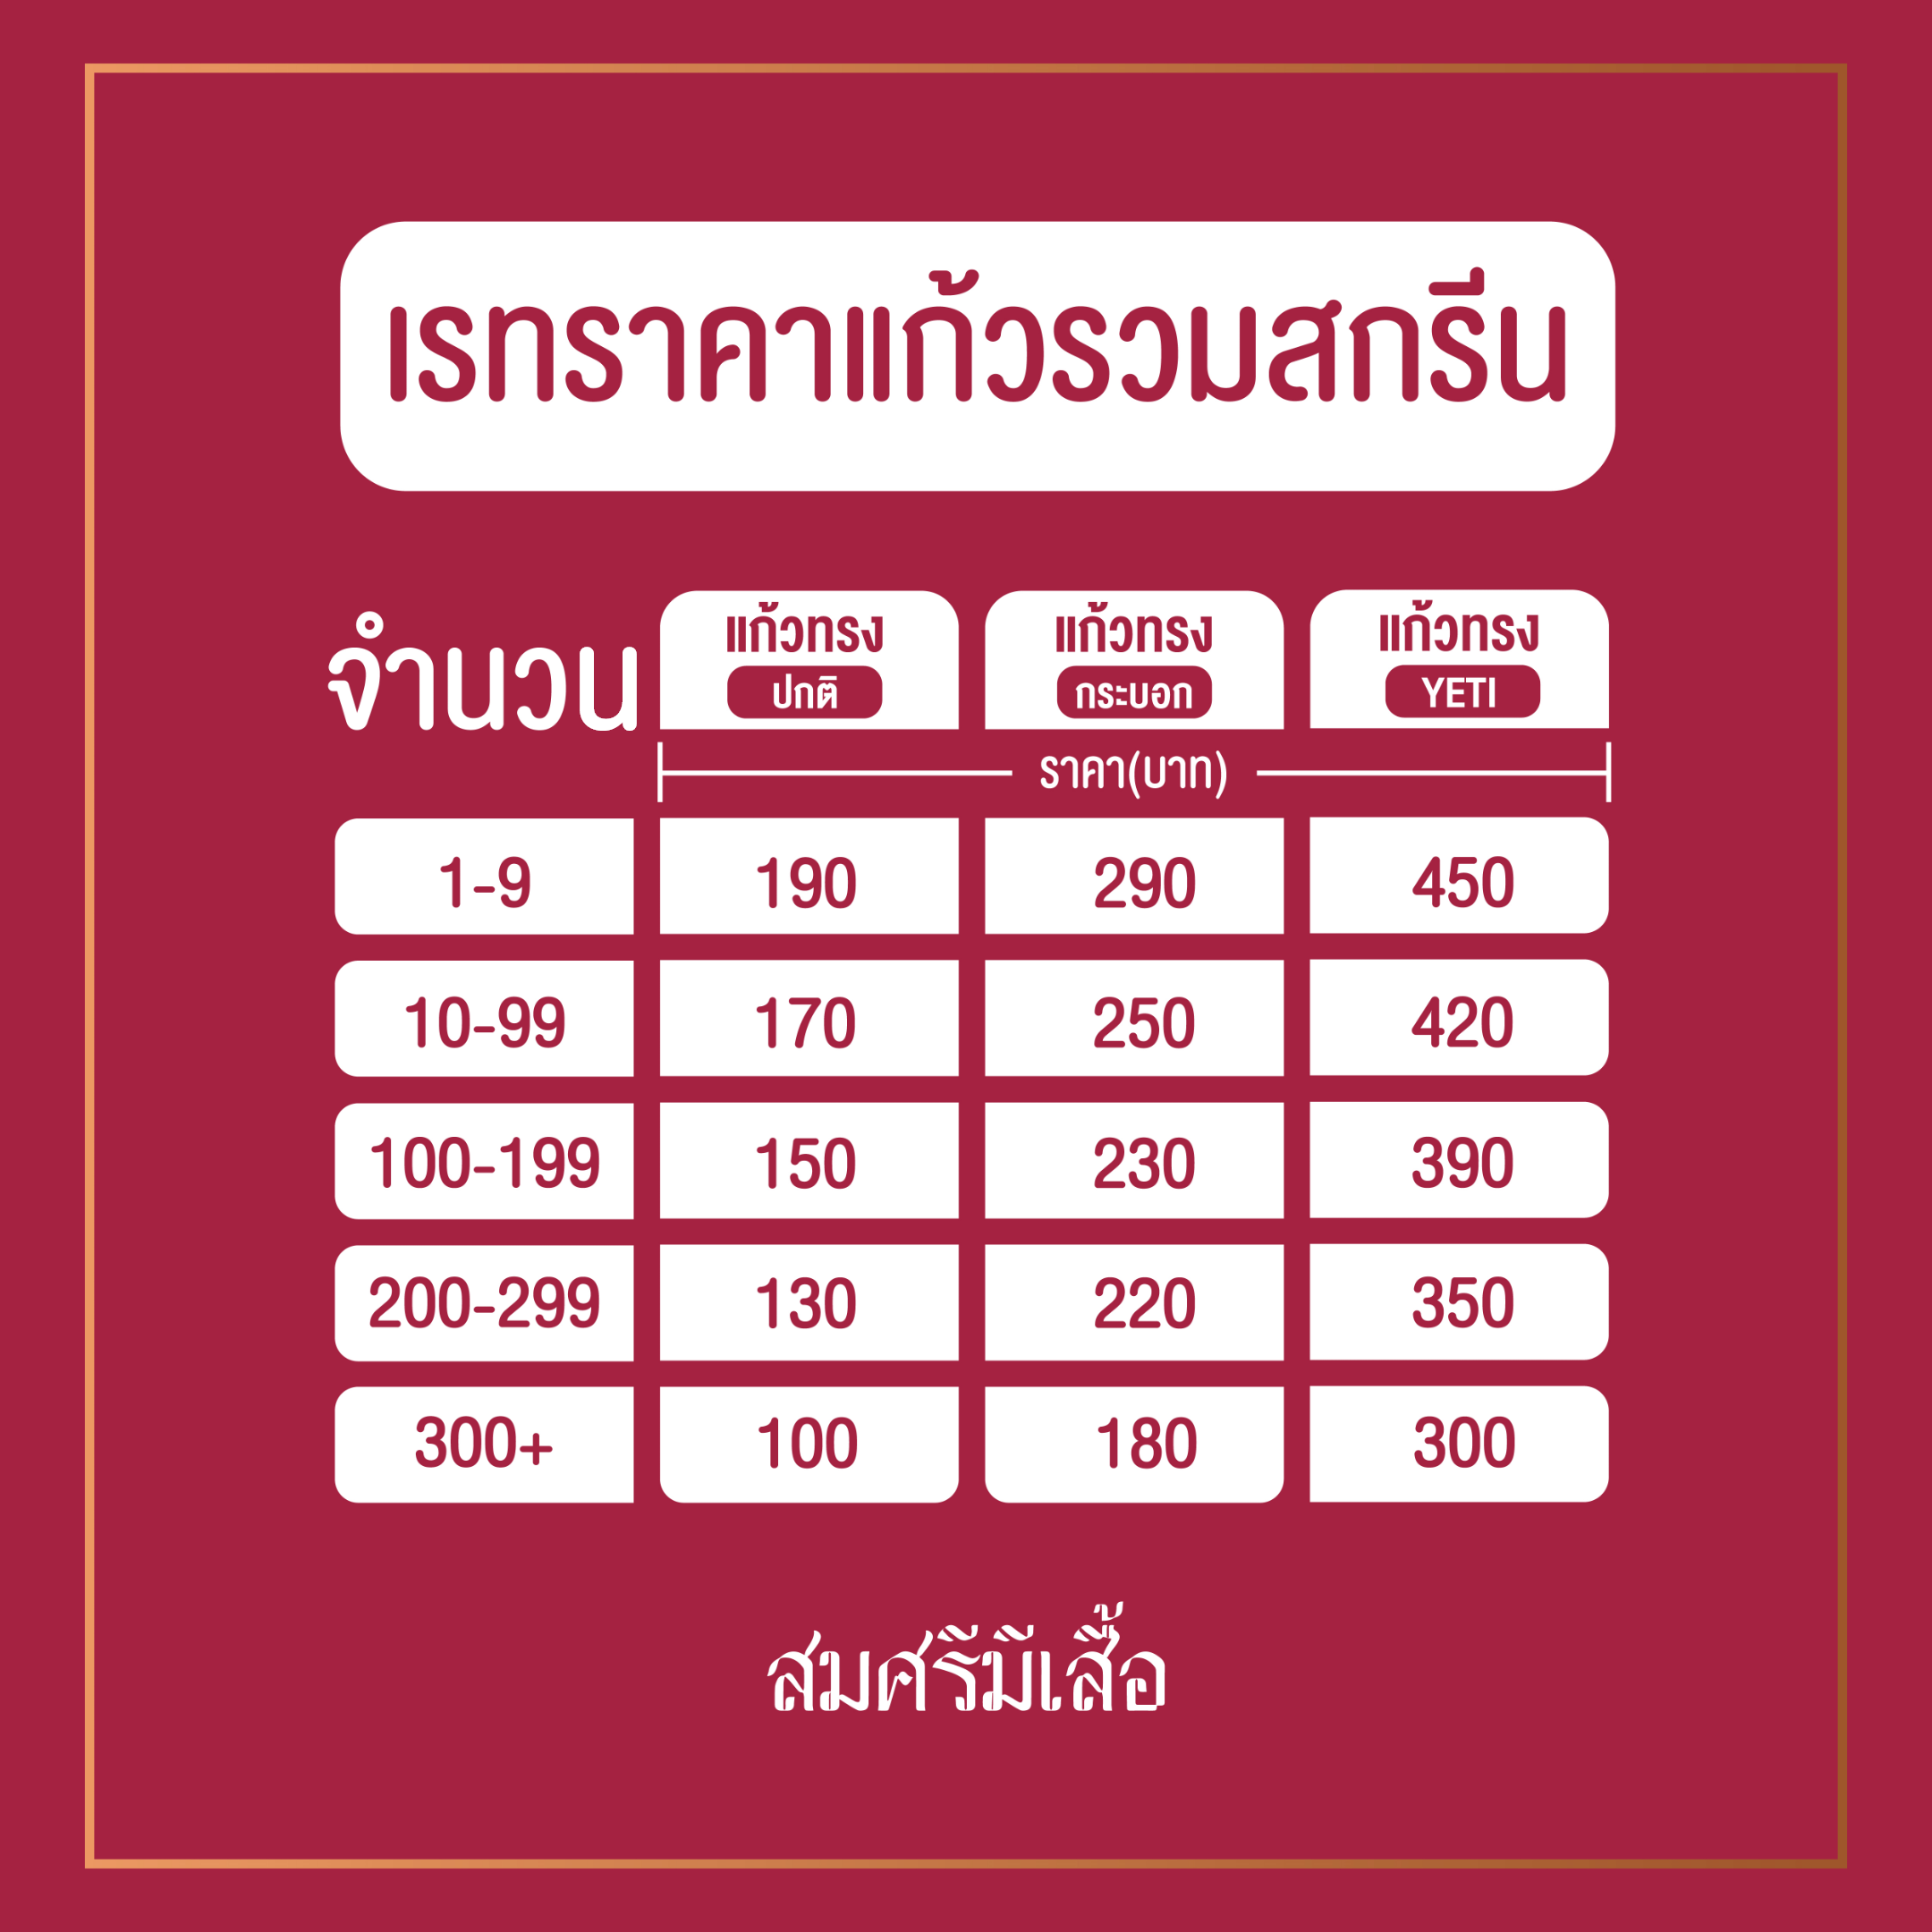 เรทราคาแก้วรวมสกรีน
จำนวน
แก้วทรง
ปกติ
แก้วทรง
กระบอก
แก้วทรง
YETI
ราคา(บาท)
1-9 190 290 450
10-99 170 250 420
100-199 150 230 390
200-299 130 220 350
300+ 100 180 300
สมศรีมีเสื้อ